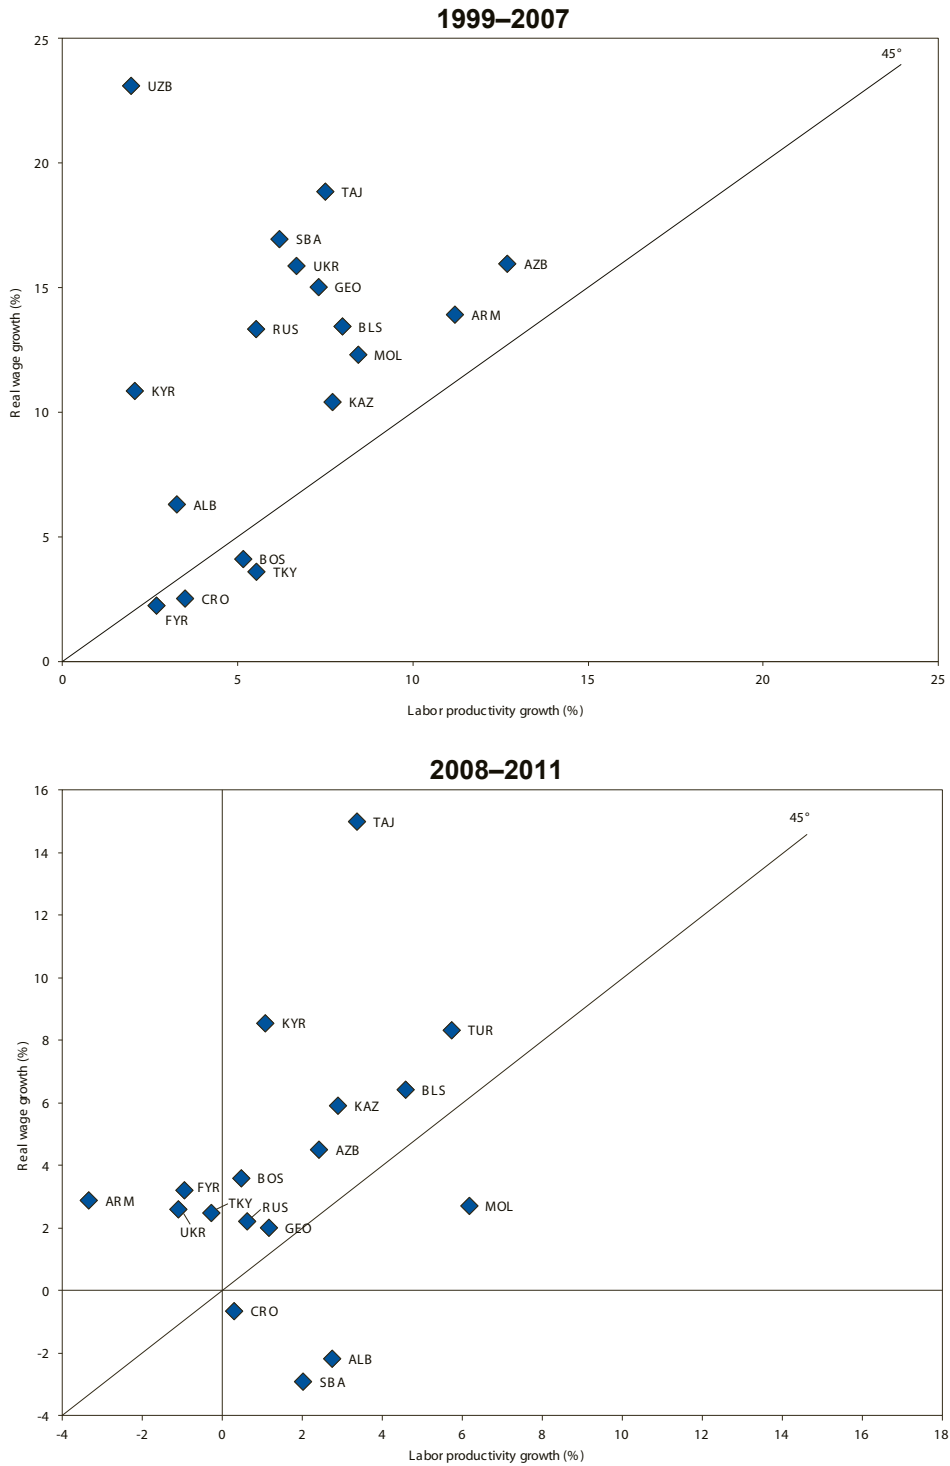 1999–2007
25
45°
UZB
20
TAJ
SBA
UKR
AZB
GEO
15
ARM
RUS
BLS
MOL
KYR
KAZ
10
ALB
5
BOS
TKY
CRO
FYR
0
0 5 10 15 20 25
Real wage growth (%)
Labor productivity growth (%)
2008–2011
16
45°
TAJ
14
12
10
KYR
TUR
8
BLS
6
KAZ
AZB
4
BOS
FYR
ARM
TKY
RUS
MOL
UKR
GEO
2
0
CRO
-2
ALB
SBA
-4
-4 -2 0 2 4 6 8 10 12 14 16 18
Real wage growth (%)
Labor productivity growth (%)